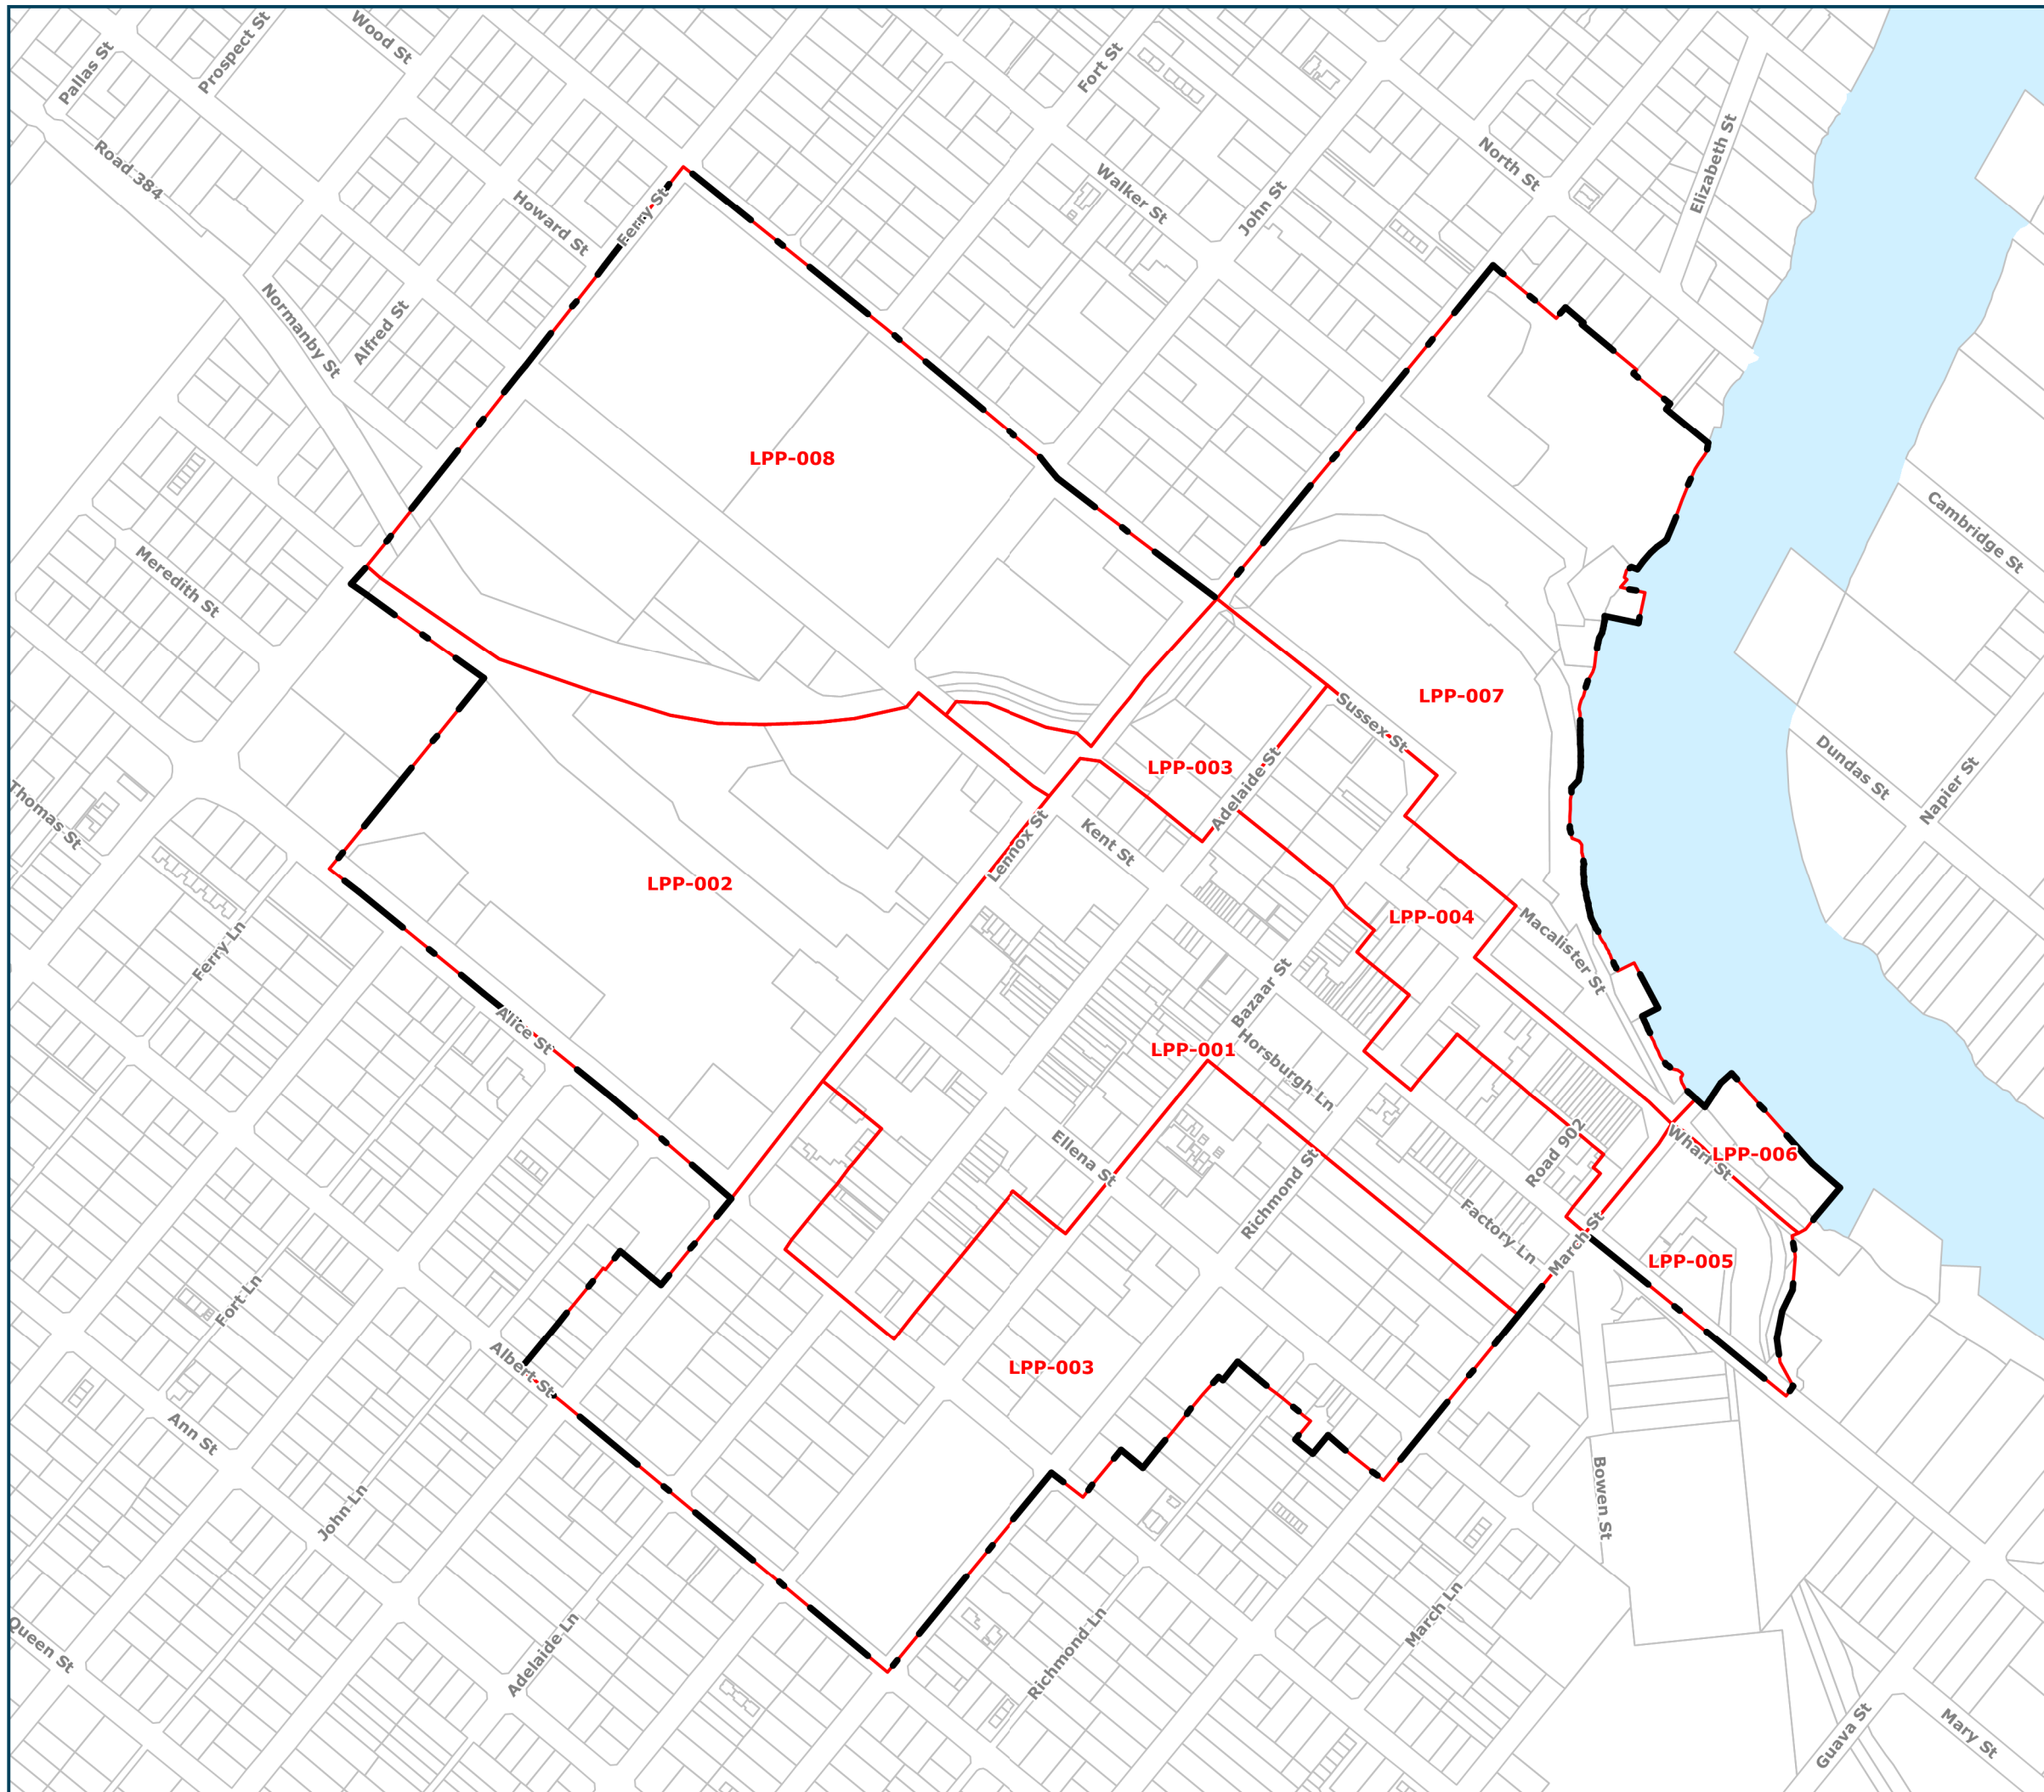 Pallas St
Prospect St
Wood St
Fort St
Elizabeth St
North St
Road 384
Walker St
John St
Howard St
Ferry St
Normanby St
Alfred St
LPP-008
Cambridge St
Meredith St
LPP-007
Sussex St
LPP-003
Adelaide St
Dundas St
Napier St
Thomas St
Lennox St
Kent St
LPP-002
LPP-004
Macalister St
Ferry Ln
Bazaar St
Alice St
LPP-001
Horsburgh Ln
Ellena St
Road 902
Wharf St
LPP-006
Richmond St
Factory Ln
March St
LPP-005
Fort Ln
Albert St
LPP-003
Ann St
John Ln
Bowen St
Queen St
Adelaide Ln
Richmond Ln
March Ln
Guava St
Mary St